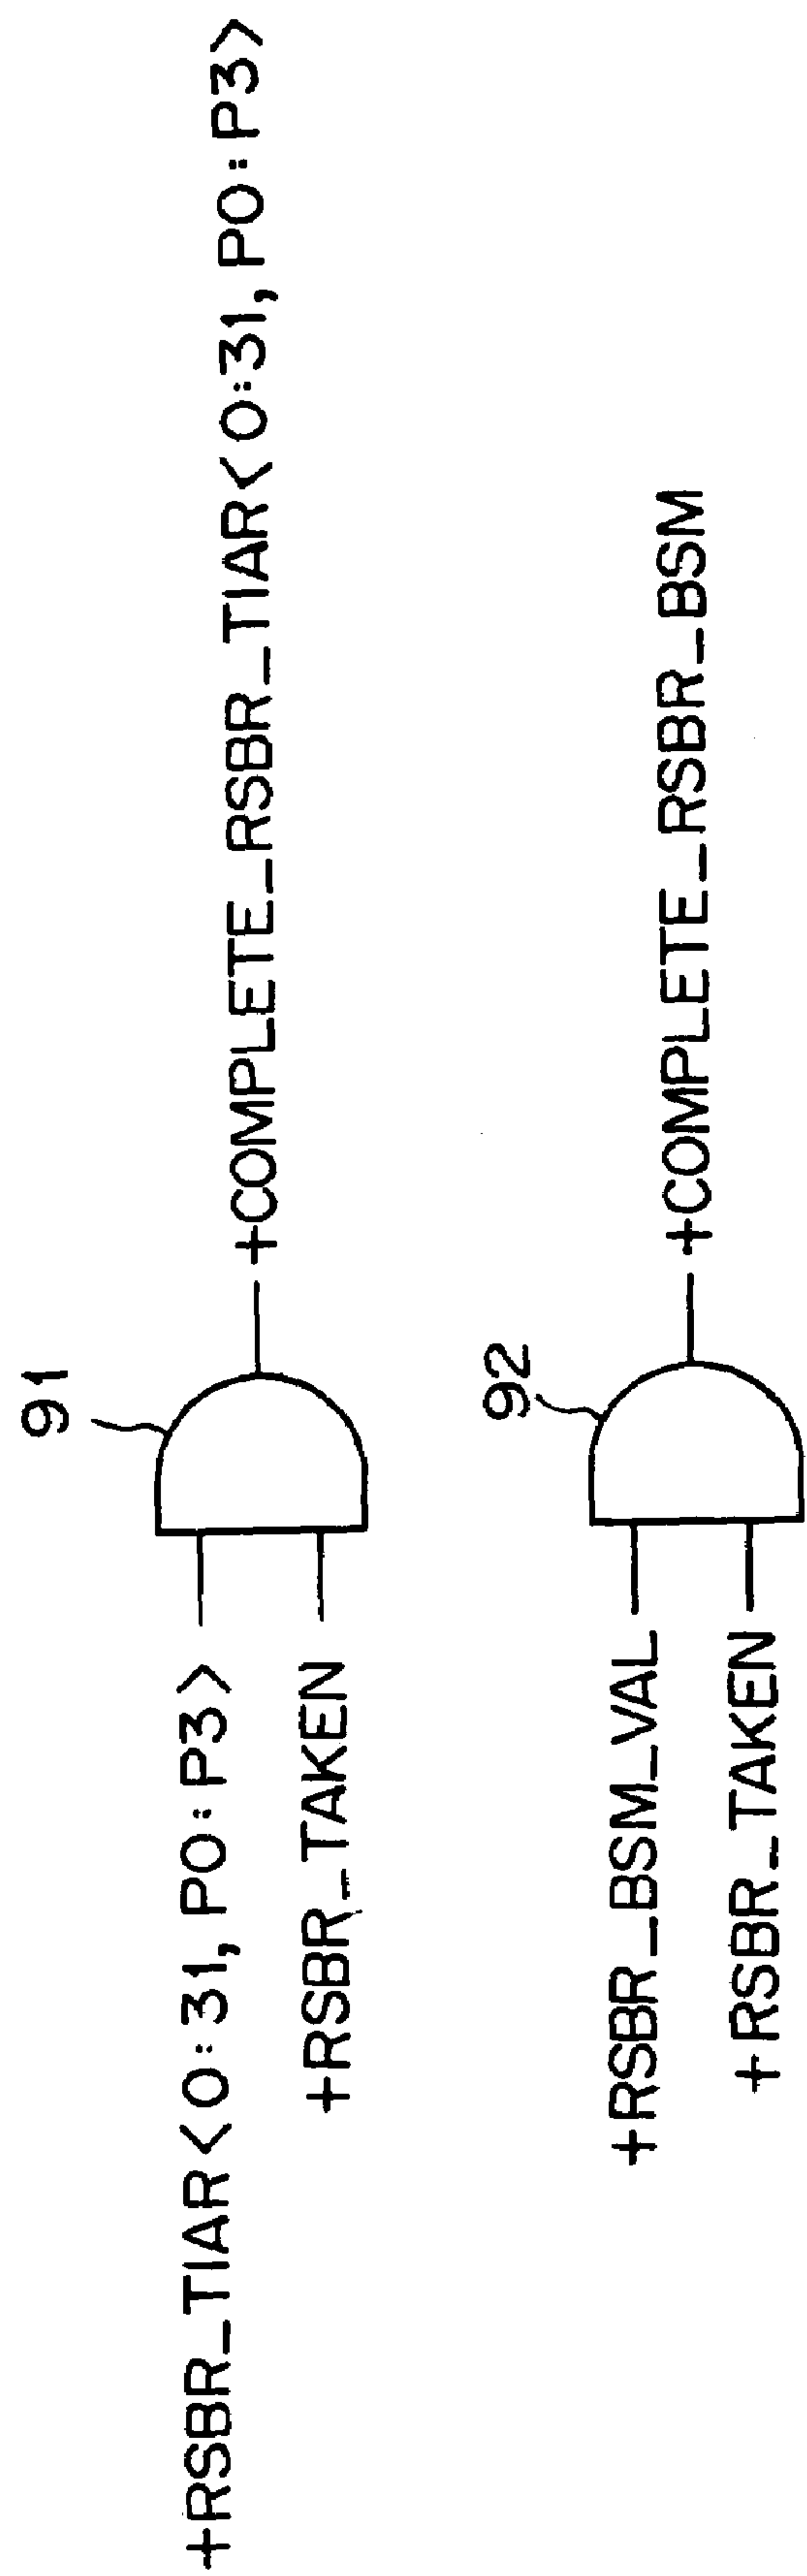 91
+RSBR_TIAR<0:31, P0:P3>
+RSBR_TAKEN
+COMPLETE_RSBR_TIAR<0:31, P0:P3>
92
+RSBR_BSM_VAL
+RSBR_TAKEN
+COMPLETE_RSBR_BSM